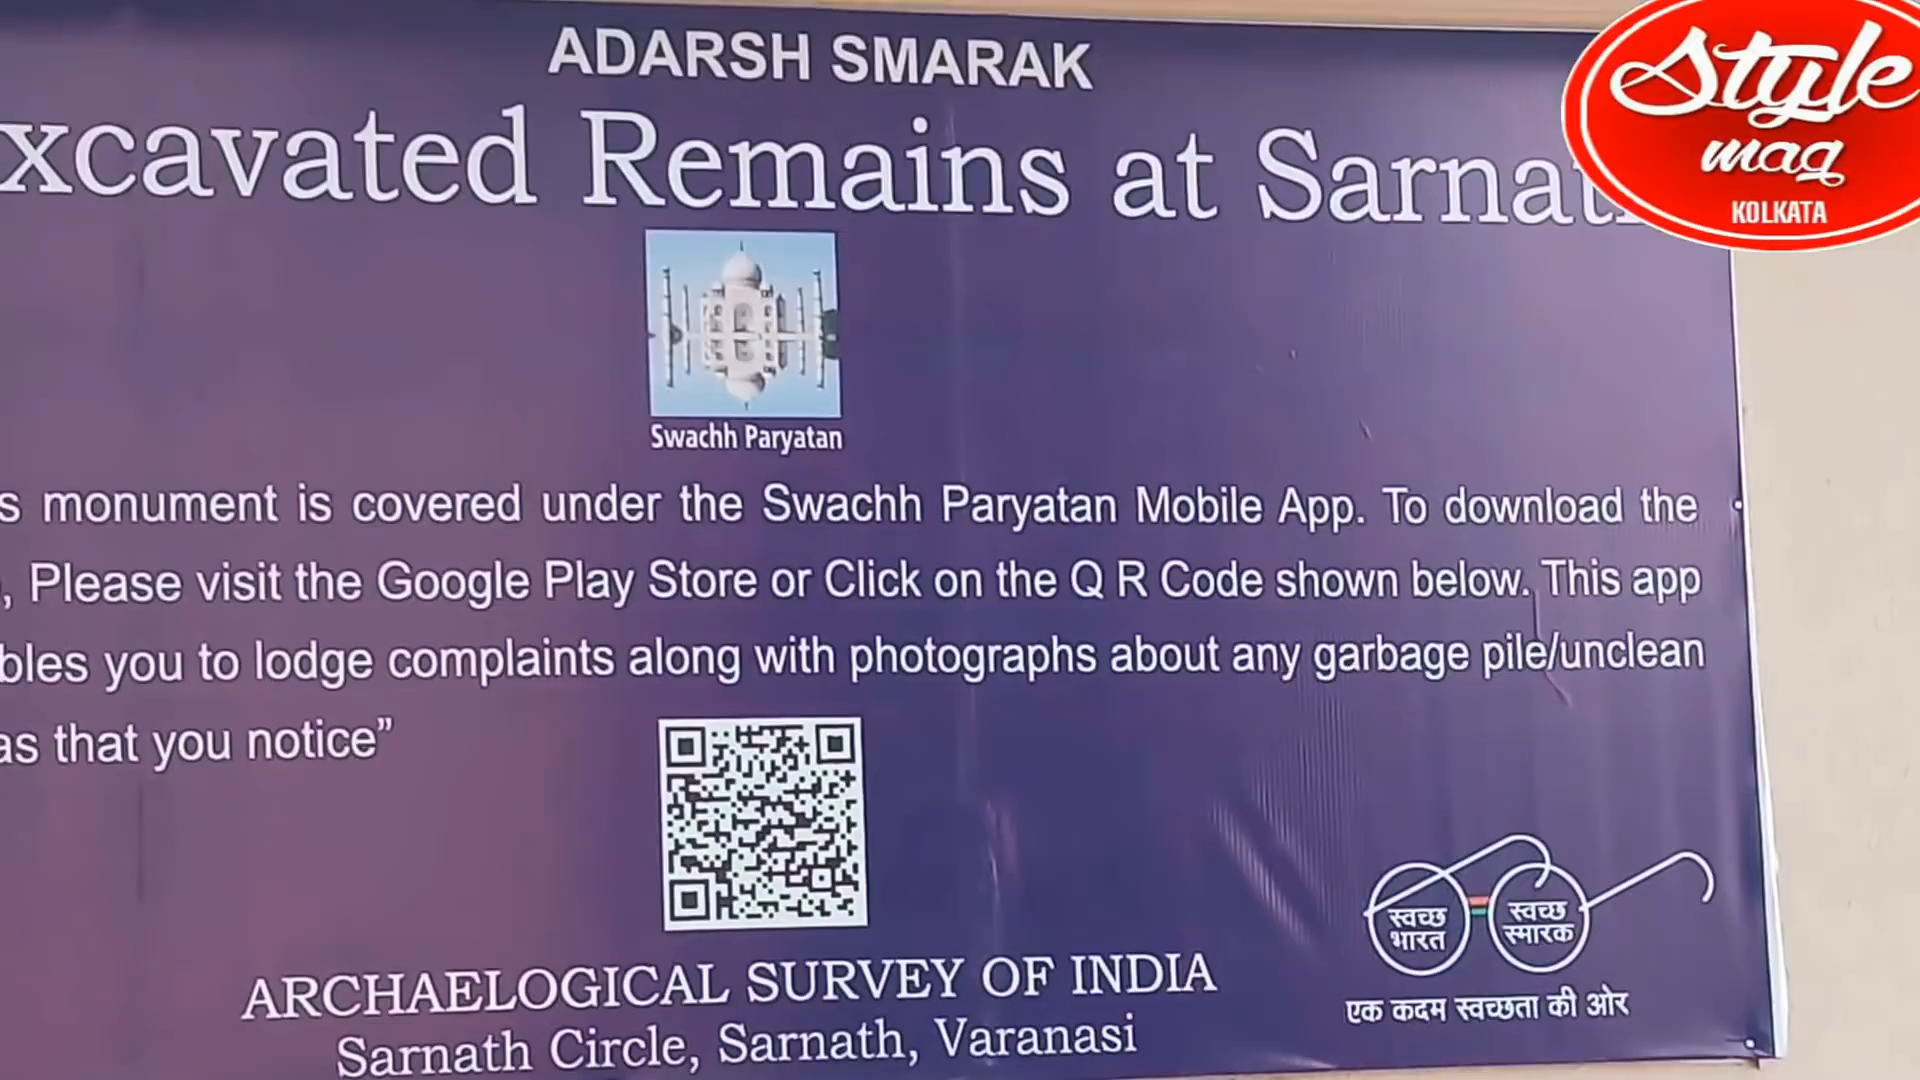 ADARSH SMARAK
xcavated Remains at Sarnat
Style
mag
KOLKATA
Swachh Paryatan
s monument is covered under the Swachh Paryatan Mobile App. To download the
, Please visit the Google Play Store or Click on the Q R Code shown below. This app
bles you to lodge complaints along with photographs about any garbage pile/unclean
as that you notice”
स्वच्छ
भारत
स्वच्छ
स्मारक
एक कदम स्वच्छता की ओर
ARCHAELOGICAL SURVEY OF INDIA
Sarnath Circle, Sarnath, Varanasi